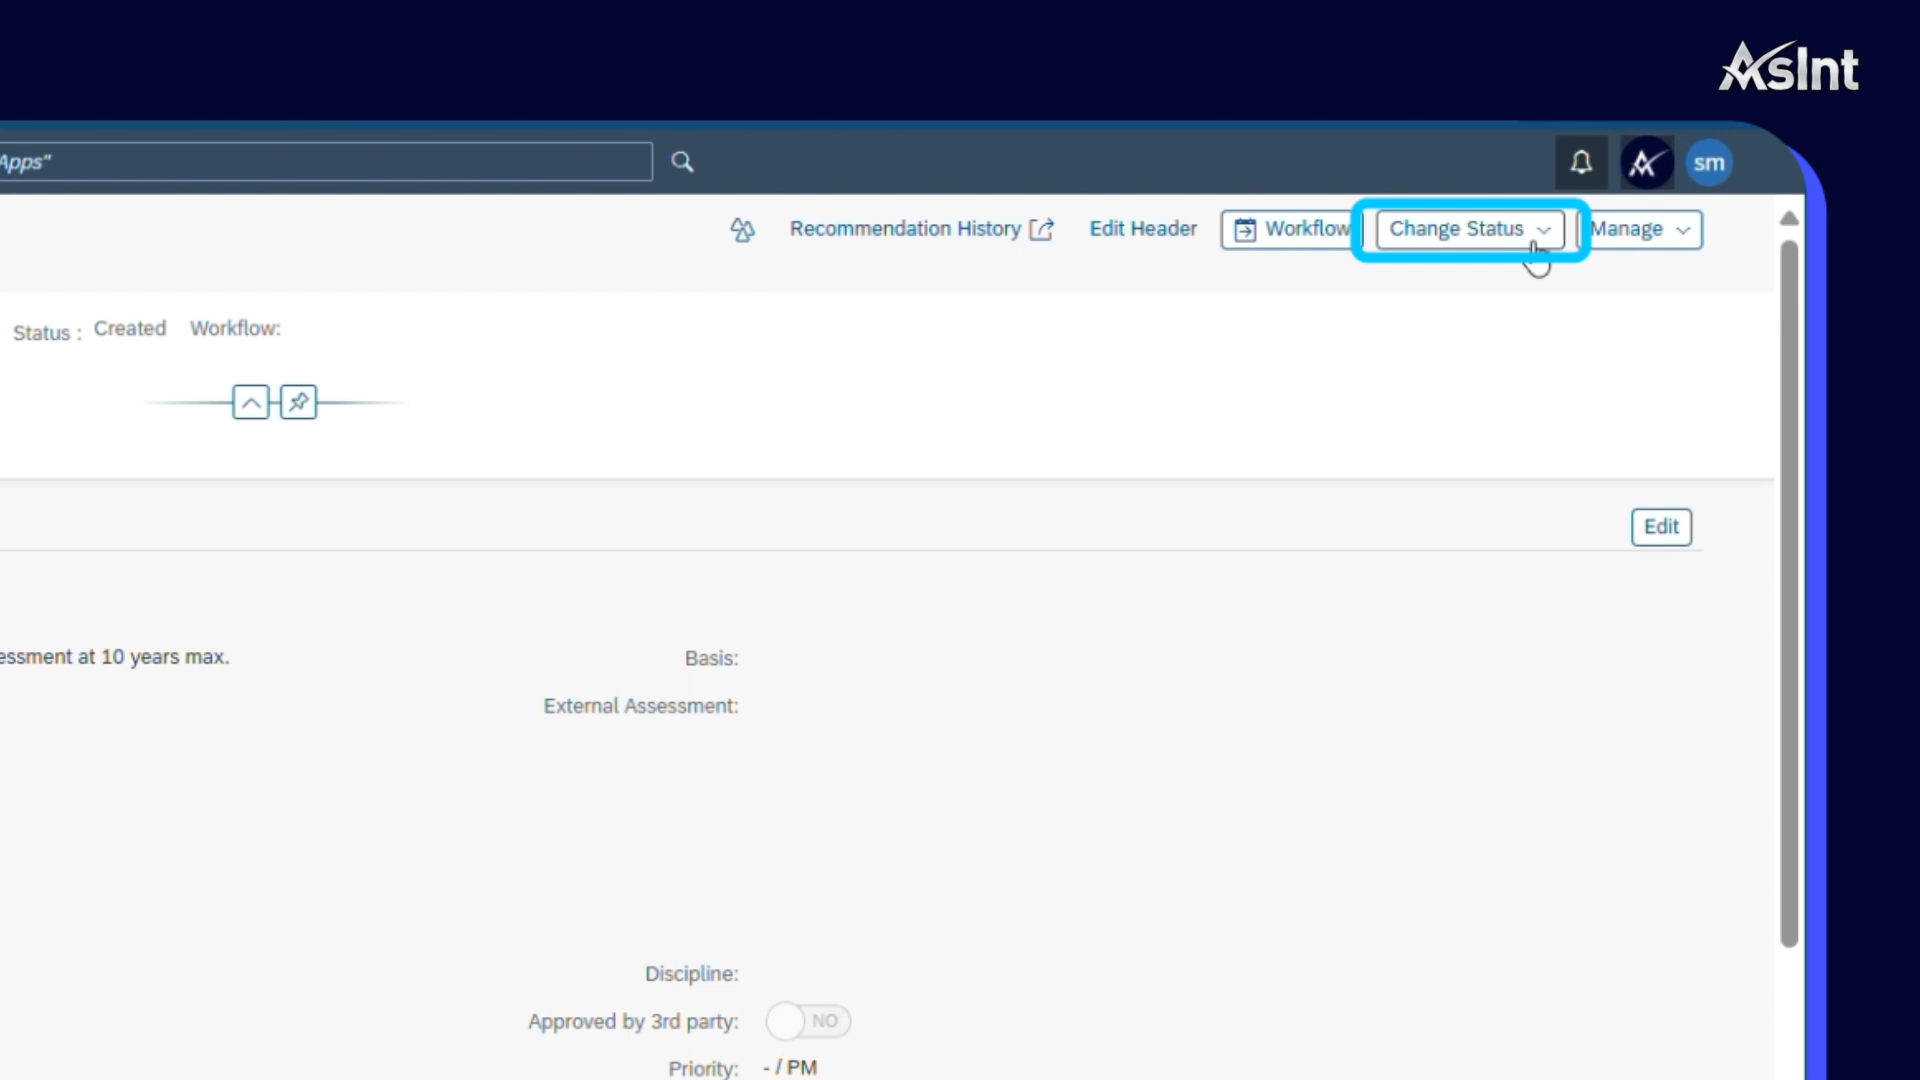 AsInt
Apps"
sm
Recommendation History
Edit Header
Workflow
Change Status
Manage
Status : Created Workflow:
Edit
essment at 10 years max.
Basis:
External Assessment:
Discipline:
Approved by 3rd party: NO
Priority: - / PM